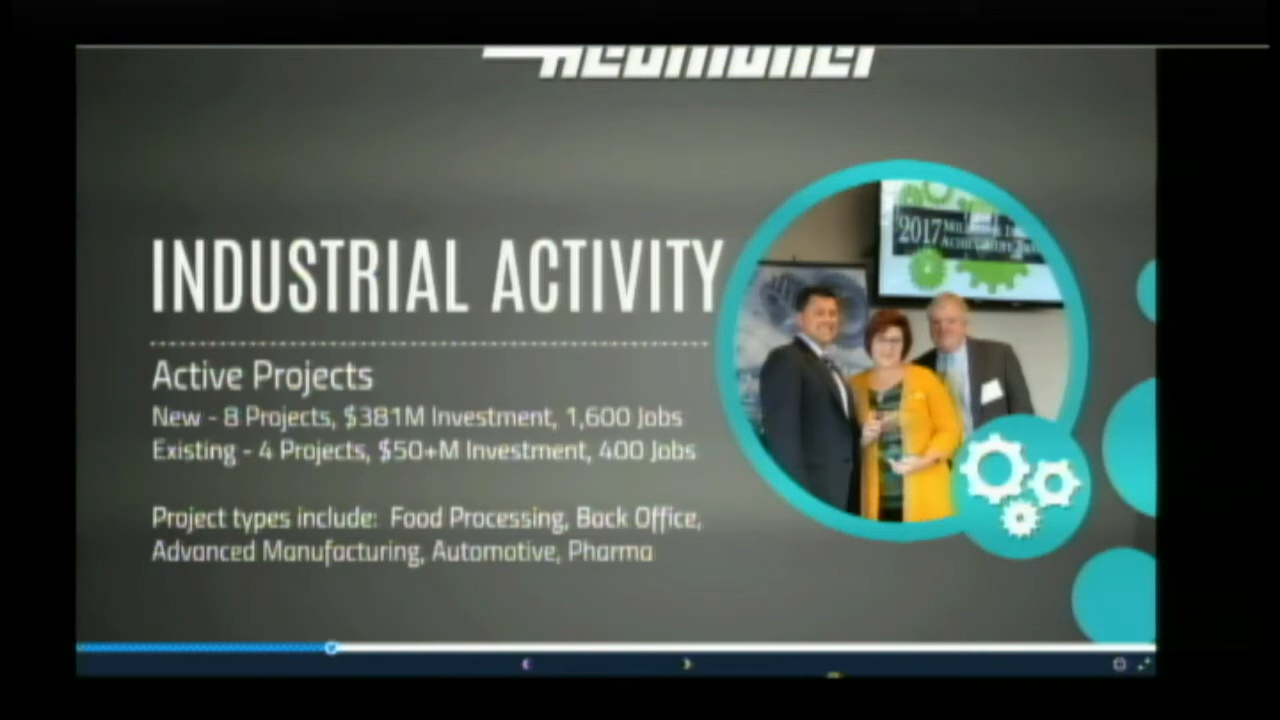 INDUSTRIAL ACTIVITY
Active Projects
New - 8 Projects, $381M Investment, 1,600 Jobs
Existing - 4 Projects, $50+M Investment, 400 Jobs
Project types include: Food Processing, Back Office,
Advanced Manufacturing, Automotive, Pharma
2017